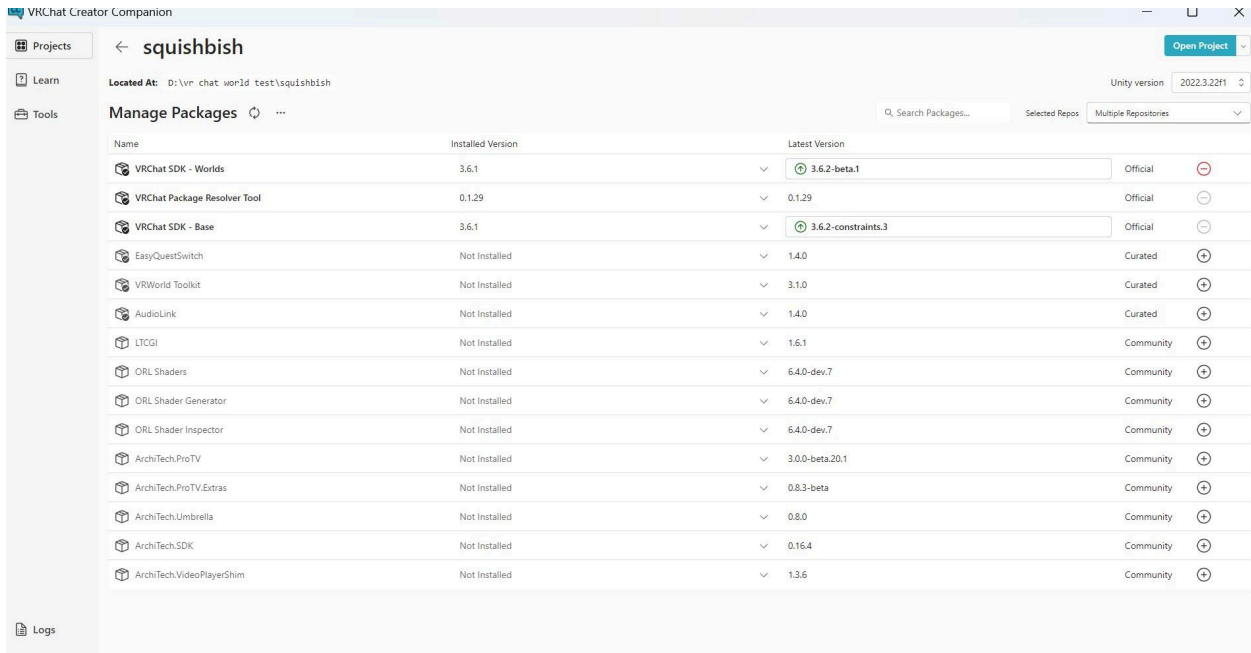 VRChat Creator Companion
Projects
squishbish
Open Project
Learn
Located At: D:\vr chat world test\squishbish
Unity version 2022.3.22f1
Tools
Manage Packages ...
Search Packages...
Selected Repos Multiple Repositories
Name Installed Version Latest Version
VRChat SDK - Worlds 3.6.1 3.6.2-beta.1 Official
VRChat Package Resolver Tool 0.1.29 0.1.29 Official
VRChat SDK - Base 3.6.1 3.6.2-constraints.3 Official
EasyQuestSwitch Not Installed 1.4.0 Curated
VRWorld Toolkit Not Installed 3.1.0 Curated
AudioLink Not Installed 1.4.0 Curated
LTCGI Not Installed 1.6.1 Community
ORL Shaders Not Installed 6.4.0-dev.7 Community
ORL Shader Generator Not Installed 6.4.0-dev.7 Community
ORL Shader Inspector Not Installed 6.4.0-dev.7 Community
ArchiTech.ProTV Not Installed 3.0.0-beta.20.1 Community
ArchiTech.ProTV.Extras Not Installed 0.8.3-beta Community
ArchiTech.Umbrella Not Installed 0.8.0 Community
ArchiTech.SDK Not Installed 0.16.4 Community
ArchiTech.VideoPlayerShim Not Installed 1.3.6 Community
Logs